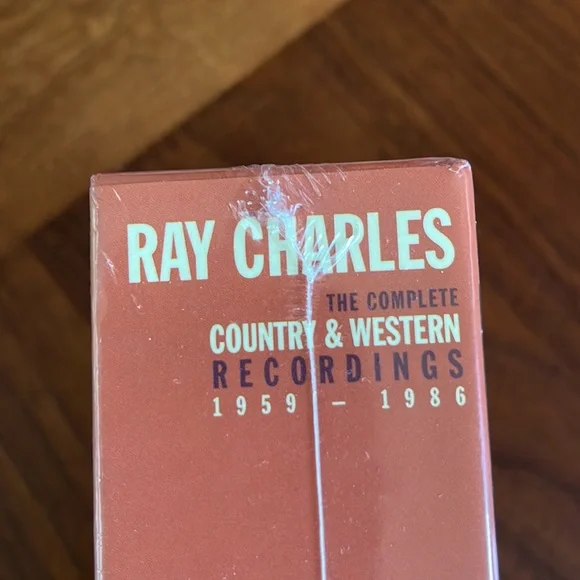 RAY CHARLES
THE COMPLETE
COUNTRY & WESTERN
RECORDINGS
1959 – 1986